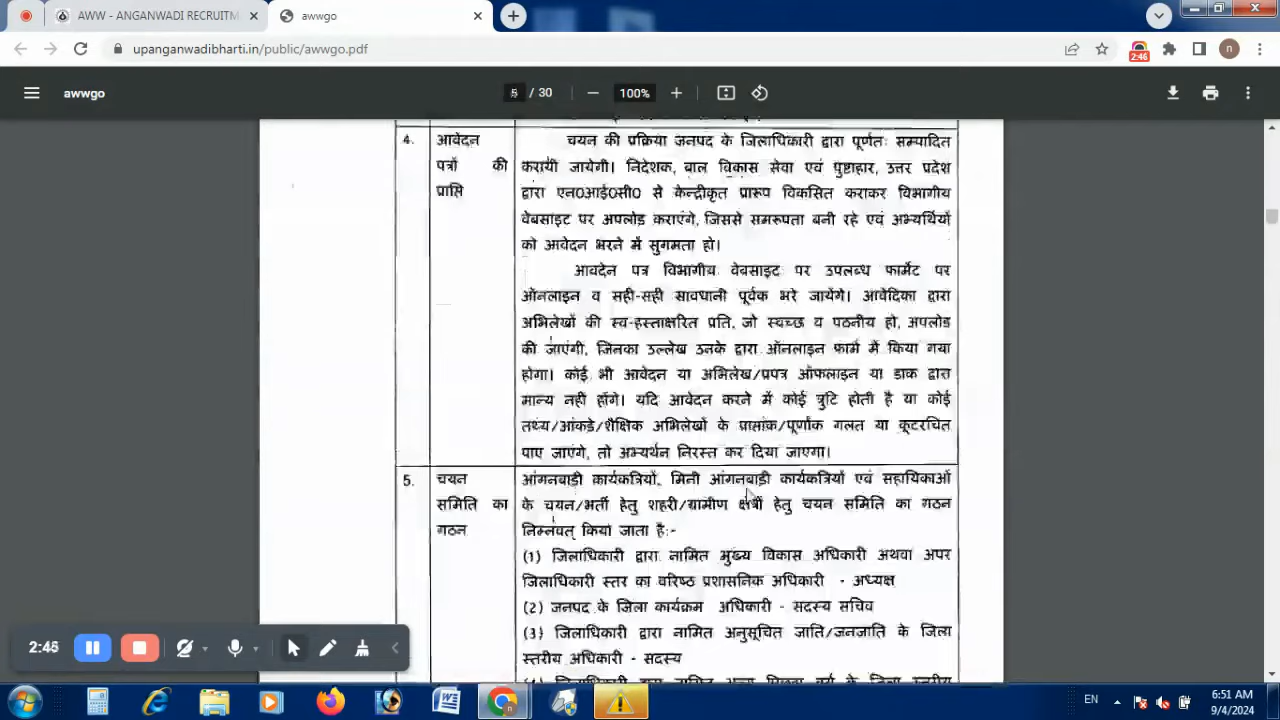 AWW - ANGANWADI RECRUITM
awwgo
upanganwadibharti.in/public/awwgo.pdf
2:46
n
awwgo
5 / 30
100%
4. आवेदन पत्रों की प्राप्ति
चयन की प्रक्रिया जनपद के जिलाधिकारी द्वारा पूर्णतः सम्पादित
करायी जायेगी। निदेशक, बाल विकास सेवा एवं पुष्टाहार, उत्तर प्रदेश
द्वारा एन0आई0सी0 से केन्द्रीकृत प्रारूप विकसित कराकर विभागीय
वेबसाइट पर अपलोड कराएंगे, जिससे समरूपता बनी रहे एवं अभ्यर्थियों
को आवेदन भरने में सुगमता हो।
आवदेन पत्र विभागीय वेबसाइट पर उपलब्ध फार्मेट पर
ऑनलाइन व सही-सही सावधानी पूर्वक भरे जायेंगे। आवेदिका द्वारा
अभिलेखों की स्व-हस्ताक्षरित प्रति, जो स्वच्छ व पठनीय हो, अपलोड
की जाएंगी, जिनका उल्लेख उनके द्वारा ऑनलाइन फार्म में किया गया
होगा। कोई भी आवेदन या अभिलेख/प्रपत्र ऑफलाइन या डाक द्वारा
मान्य नहीं होंगे। यदि आवेदन करने में कोई त्रुटि होती है या कोई
तथ्य/आंकड़े/शैक्षिक अभिलेखों के प्राप्तांक/पूर्णांक गलत या कूटरचित
पाए जाएंगे, तो अभ्यर्थन निरस्त कर दिया जाएगा।
5. चयन समिति का गठन
आंगनबाड़ी कार्यकत्रियों, मिनी आंगनबाड़ी कार्यकत्रियों एवं सहायिकाओं
के चयन/भर्ती हेतु शहरी/ग्रामीण क्षेत्रों हेतु चयन समिति का गठन
निम्नवत् किया जाता है:-
(1) जिलाधिकारी द्वारा नामित मुख्य विकास अधिकारी अथवा अपर
जिलाधिकारी स्तर का वरिष्ठ प्रशासनिक अधिकारी - अध्यक्ष
(2) जनपद के जिला कार्यक्रम अधिकारी - सदस्य सचिव
(3) जिलाधिकारी द्वारा नामित अनुसूचित जाति/जनजाति के जिला
स्तरीय अधिकारी - सदस्य
2:45
EN
6:51 AM
9/4/2024